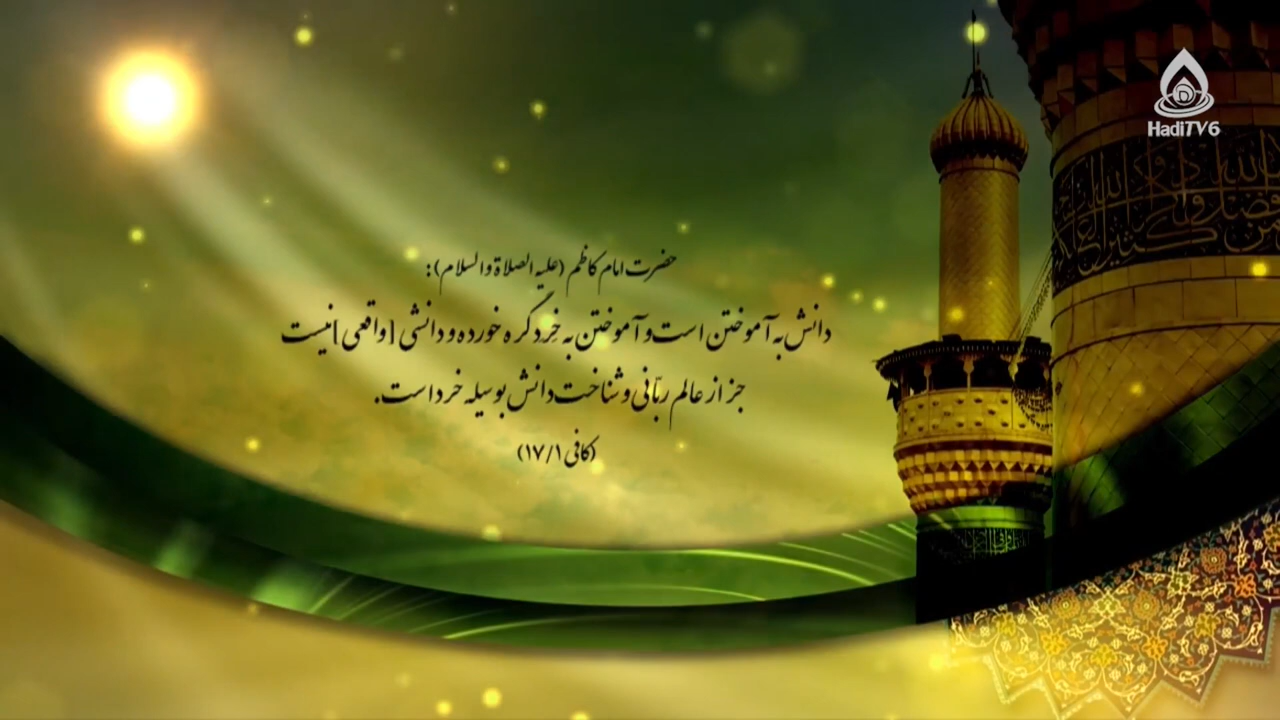 HadiTV6
حضرت امام کاظم (علیه الصلاة والسلام):
دانش به آموختن است و آموختن به خِرد گره خورده و دانشی [واقعی] نیست
جز از عالم ربّانی و شناخت دانش بوسیله خرد است.
(کافی ۱۷/۱)